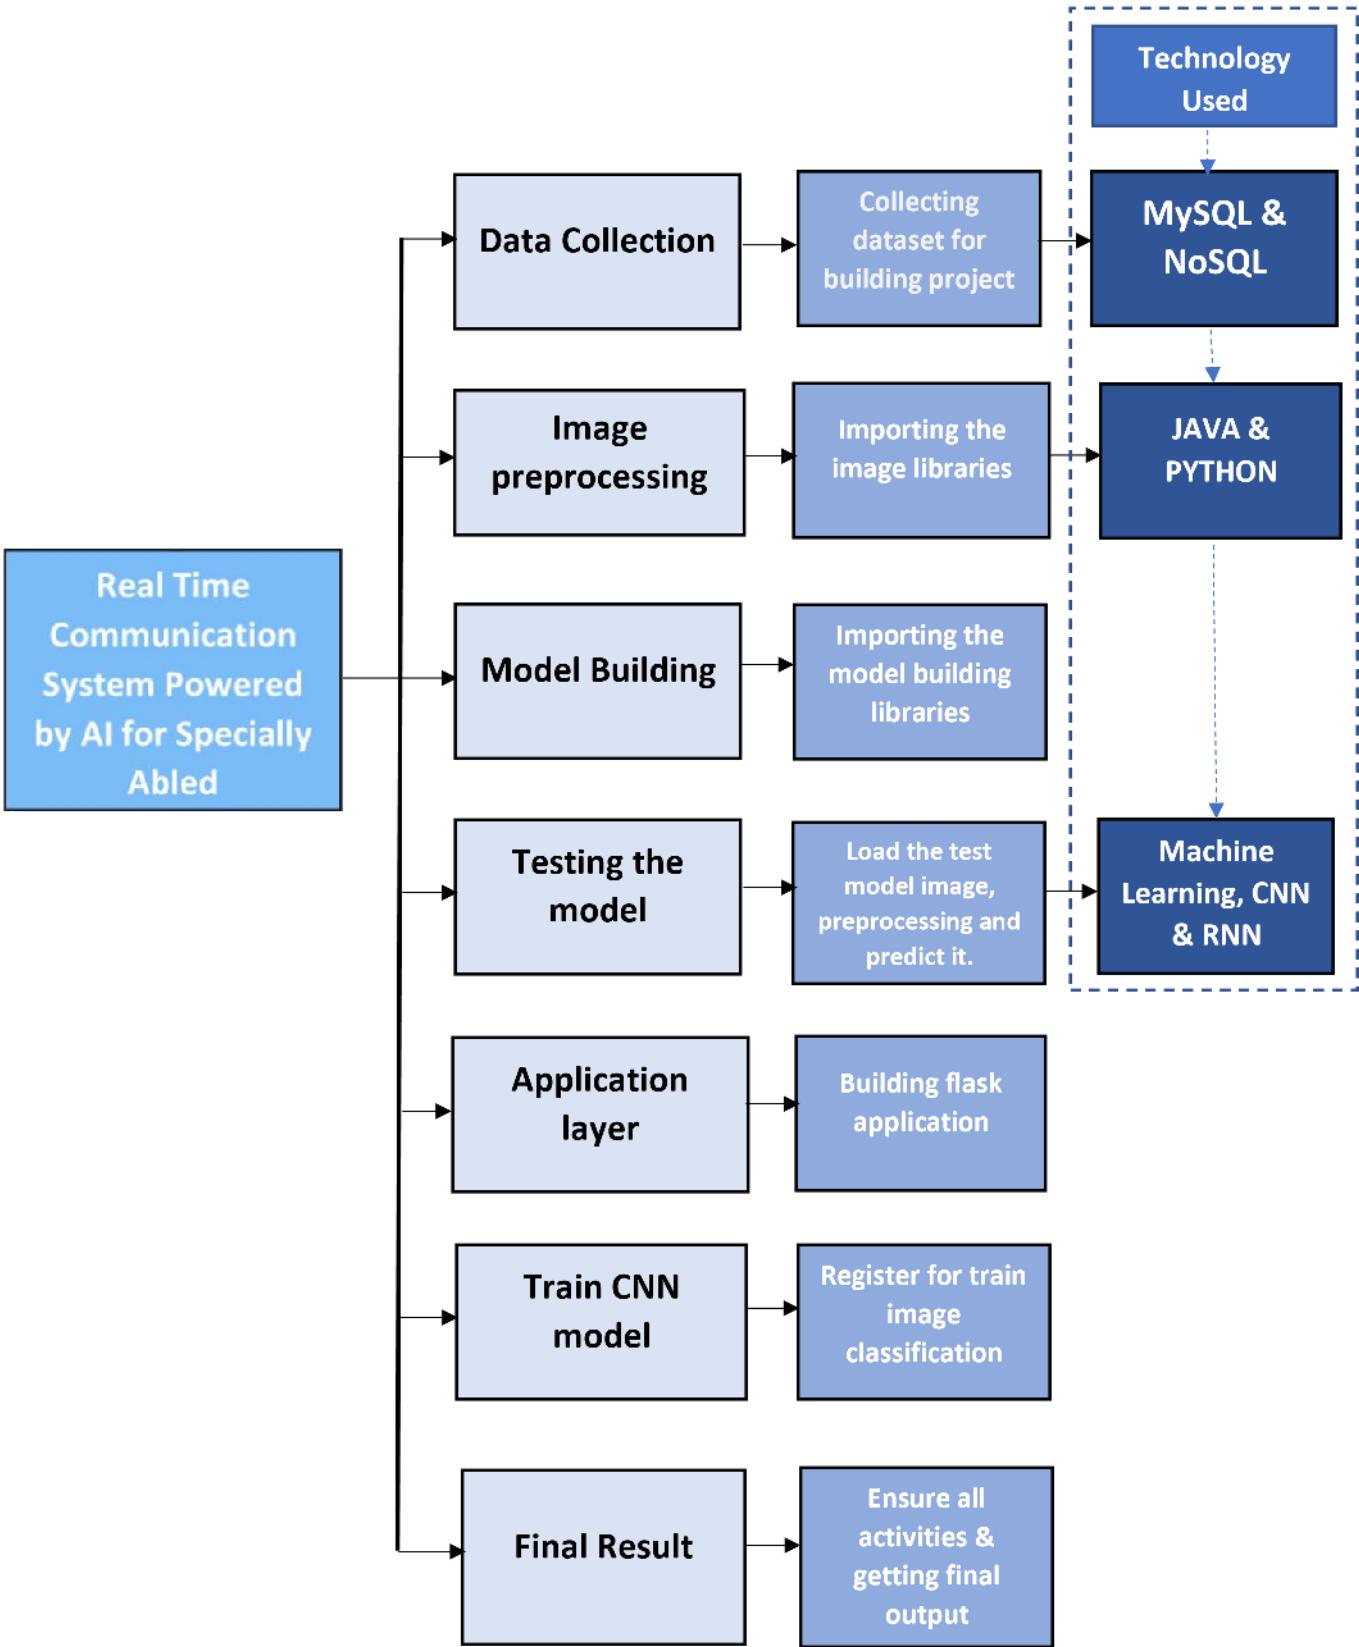 Technology
Used
Data Collection
Collecting
dataset for
building project
MySQL &
NoSQL
Image
preprocessing
Importing the
image libraries
JAVA &
PYTHON
Real Time
Communication
System Powered
by AI for Specially
Abled
Model Building
Importing the
model building
libraries
Testing the
model
Load the test
model image,
preprocessing and
predict it.
Machine
Learning, CNN
& RNN
Application
layer
Building flask
application
Train CNN
model
Register for train
image
classification
Final Result
Ensure all
activities &
getting final
output